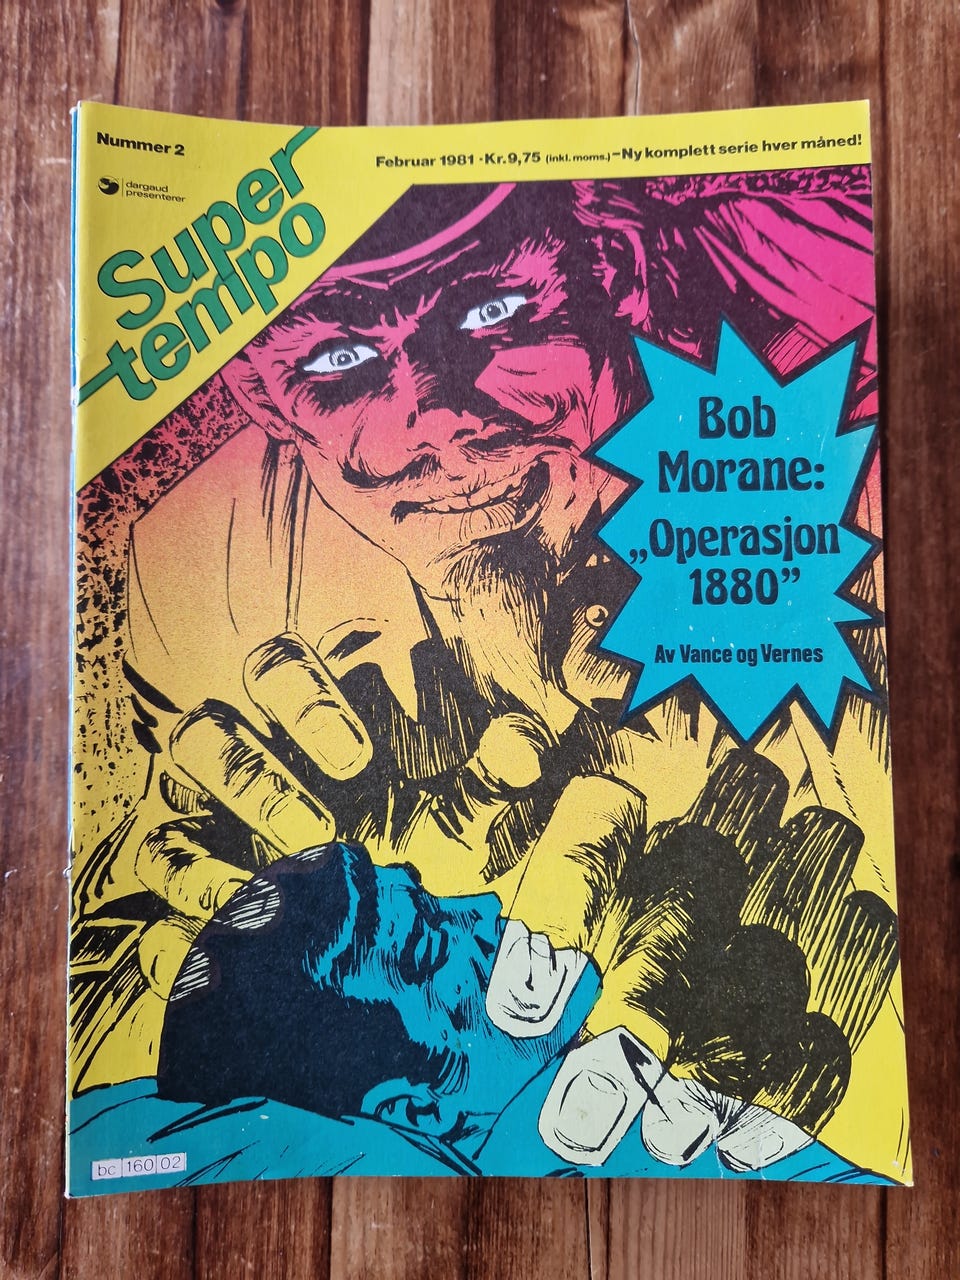 Nummer 2
Februar 1981 · Kr. 9,75 (inkl. moms.) – Ny komplett serie hver måned!
dargaud
presenterer
Super
tempo
Bob
Morane:
„Operasjon
1880”
Av Vance og Vernes
bc 160 02